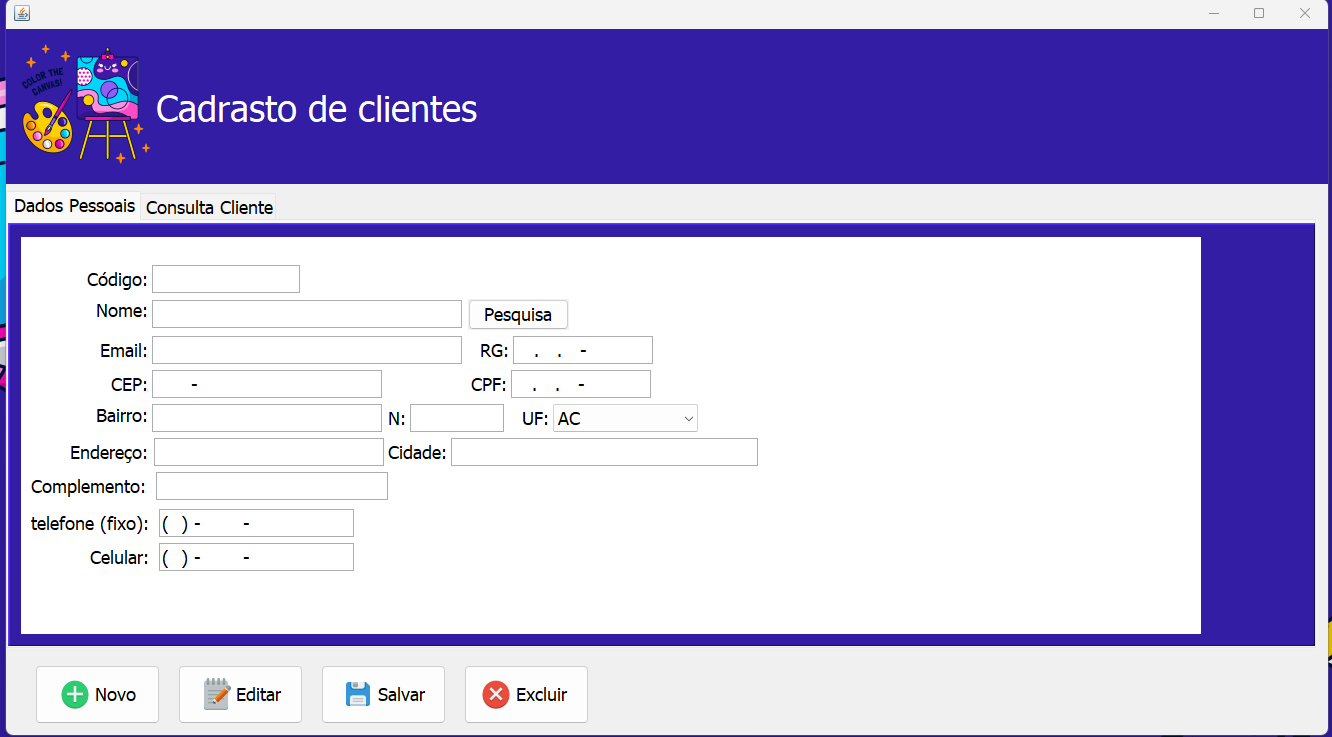 COLOR THE
CANVAS!
Cadrasto de clientes
Dados Pessoais Consulta Cliente
Código:
Nome: Pesquisa
Email: RG: . . -
CEP: - CPF: . . -
Bairro: N: UF: AC
Endereço: Cidade:
Complemento:
telefone (fixo): ( ) - -
Celular: ( ) - -
Novo Editar Salvar Excluir